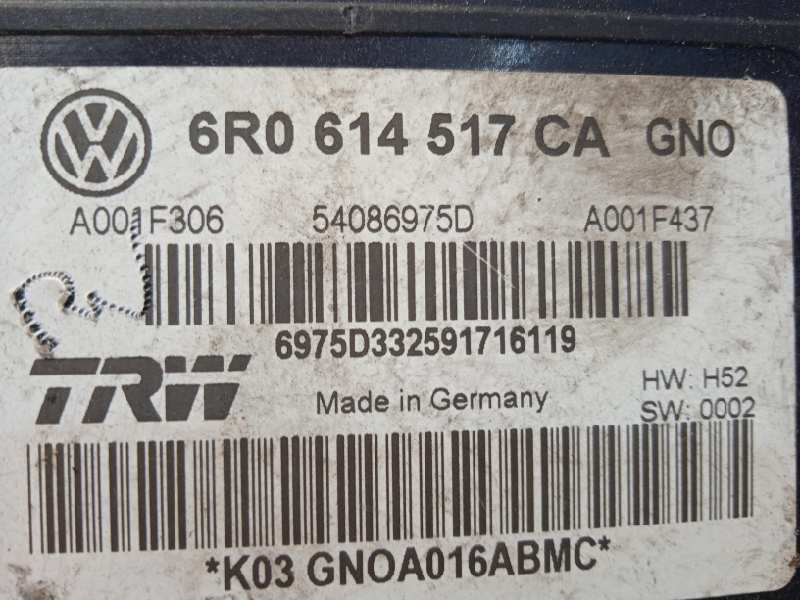 6R0 614 517 CA GNO
A001F306 54086975D A001F437
6975D332591716119
TRW Made in Germany HW: H52
SW: 0002
*K03 GNOA016ABMC*